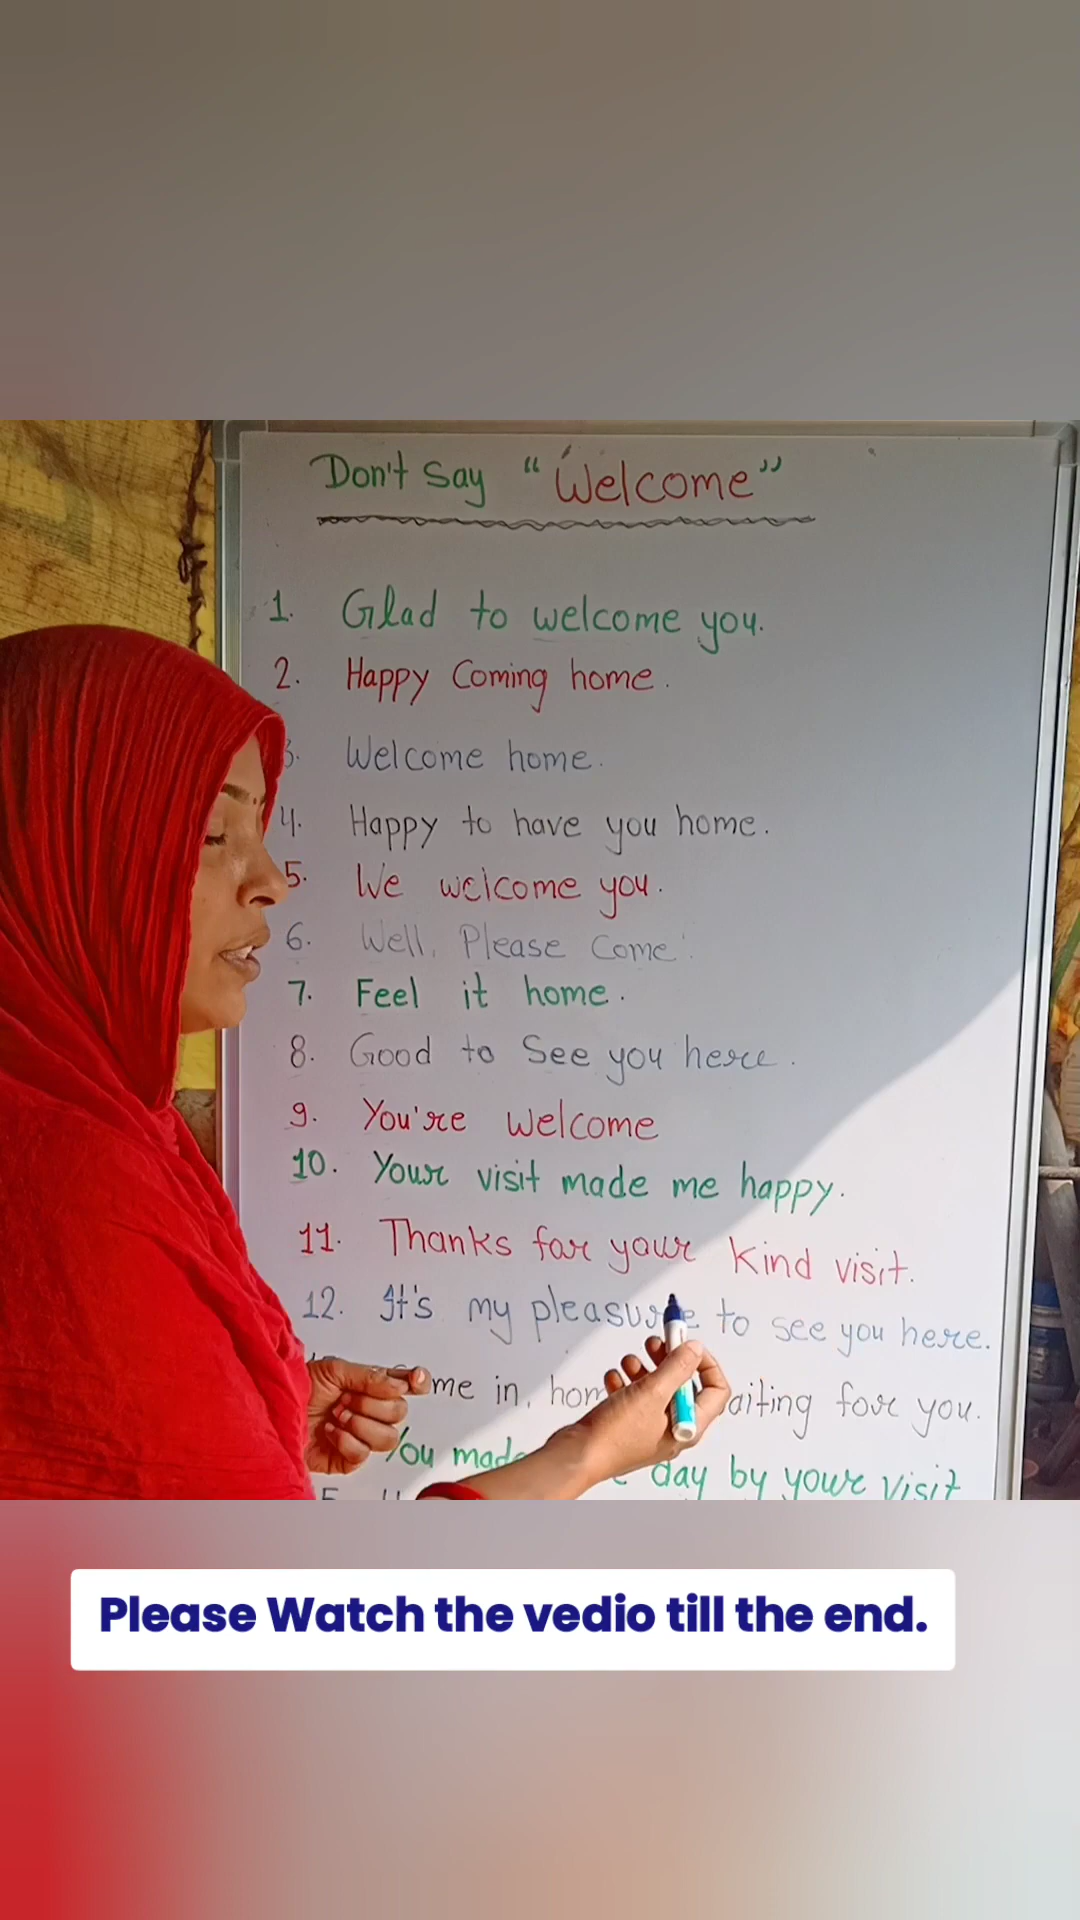 Don't Say "Welcome"
1. Glad to welcome you.
2. Happy Coming home.
3. Welcome home.
4. Happy to have you home.
5. We welcome you.
6. Well, Please Come.
7. Feel it home.
8. Good to See you here.
9. You're welcome
10. Your visit made me happy.
11. Thanks for your kind visit.
12. It's my pleasure to see you here.
in, for you.
You made day by your visit
Please Watch the vedio till the end.